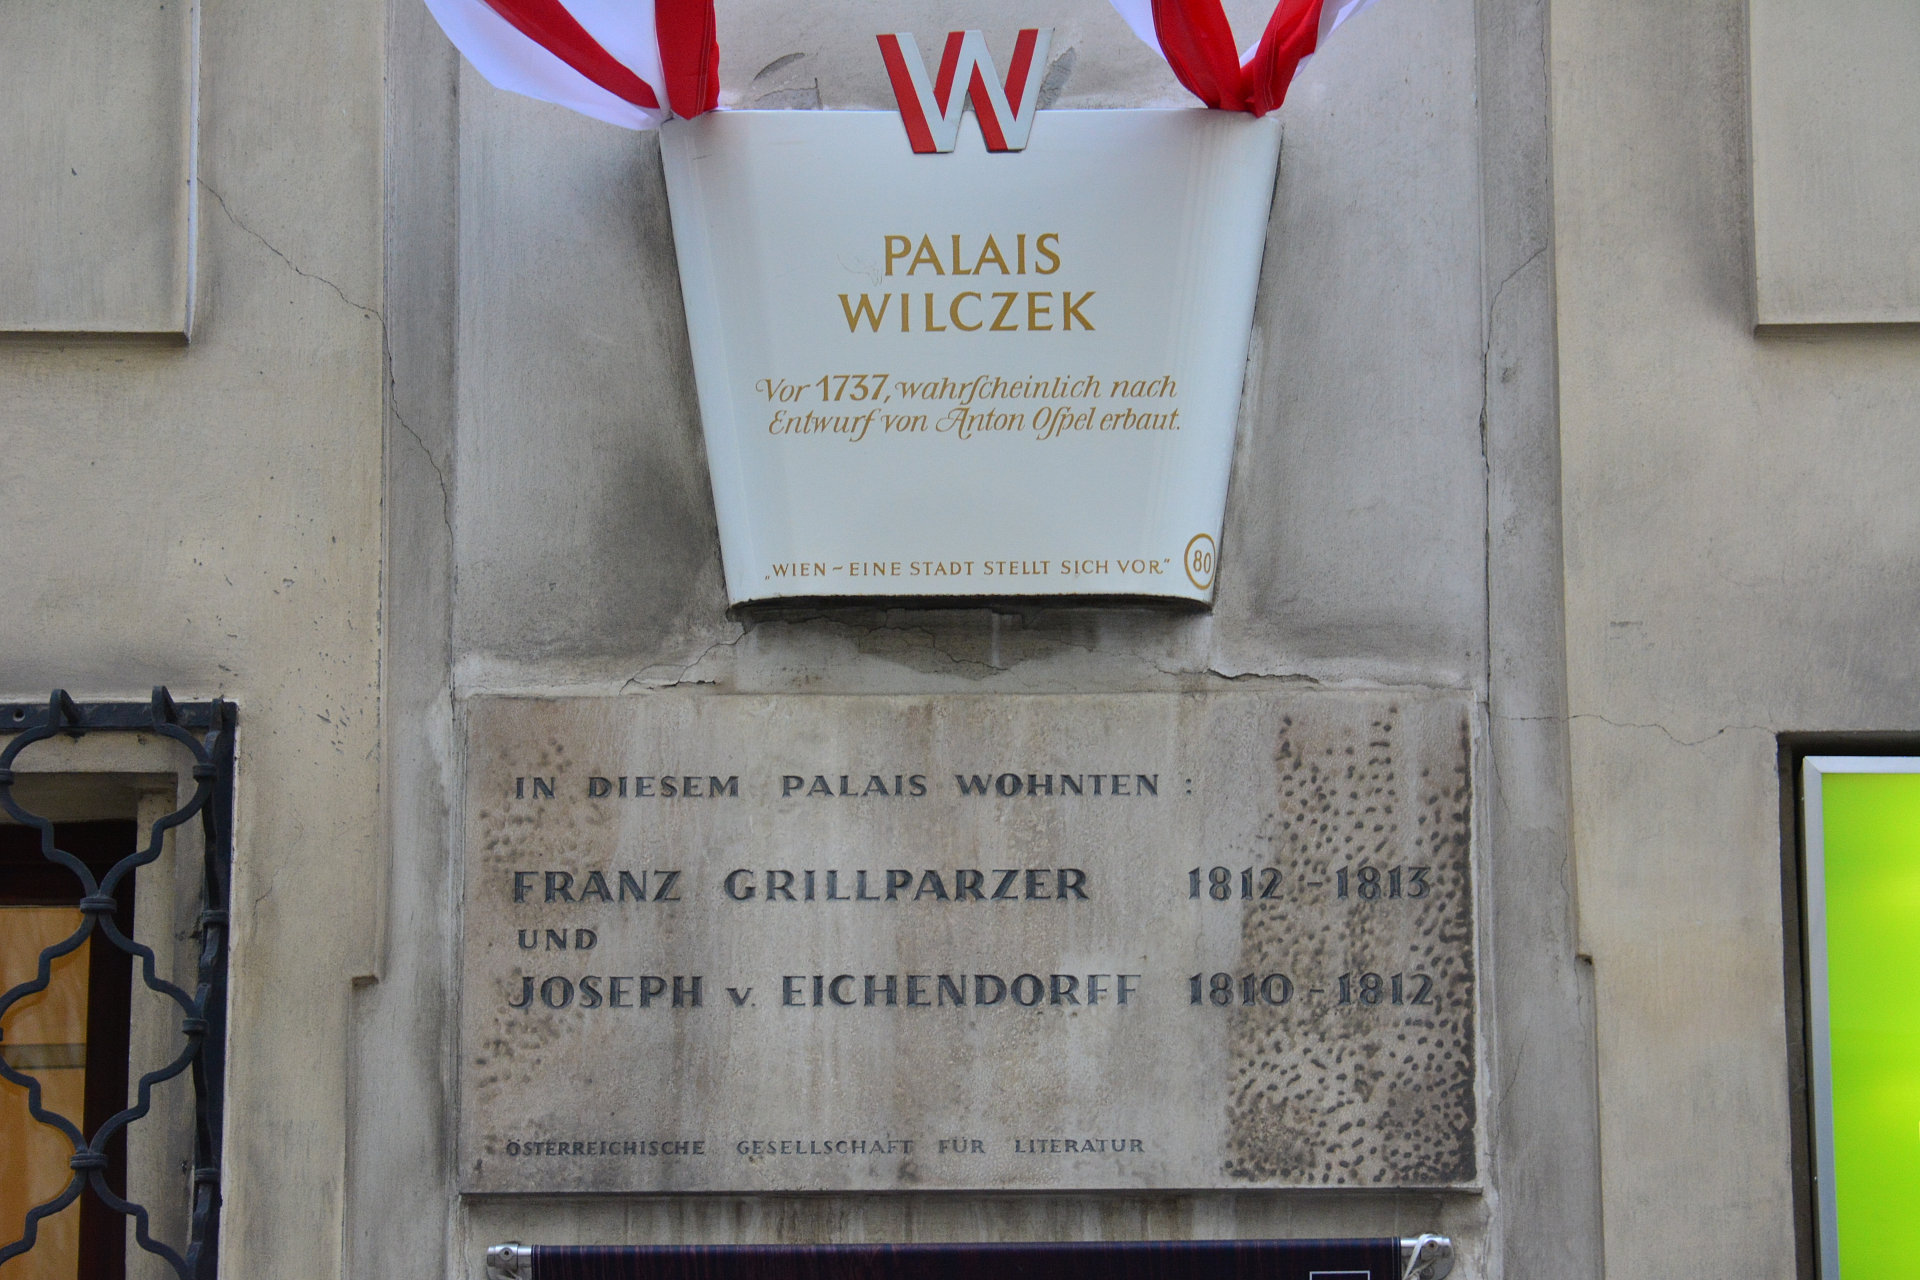 W
PALAIS
WILCZEK
Vor 1737, wahrſcheinlich nach
Entwurf von Anton Oſpel erbaut.
„WIEN – EINE STADT STELLT SICH VOR." 80
IN DIESEM PALAIS WOHNTEN :
FRANZ GRILLPARZER 1812 - 1813
UND
JOSEPH v. EICHENDORFF 1810 - 1812
ÖSTERREICHISCHE GESELLSCHAFT FÜR LITERATUR